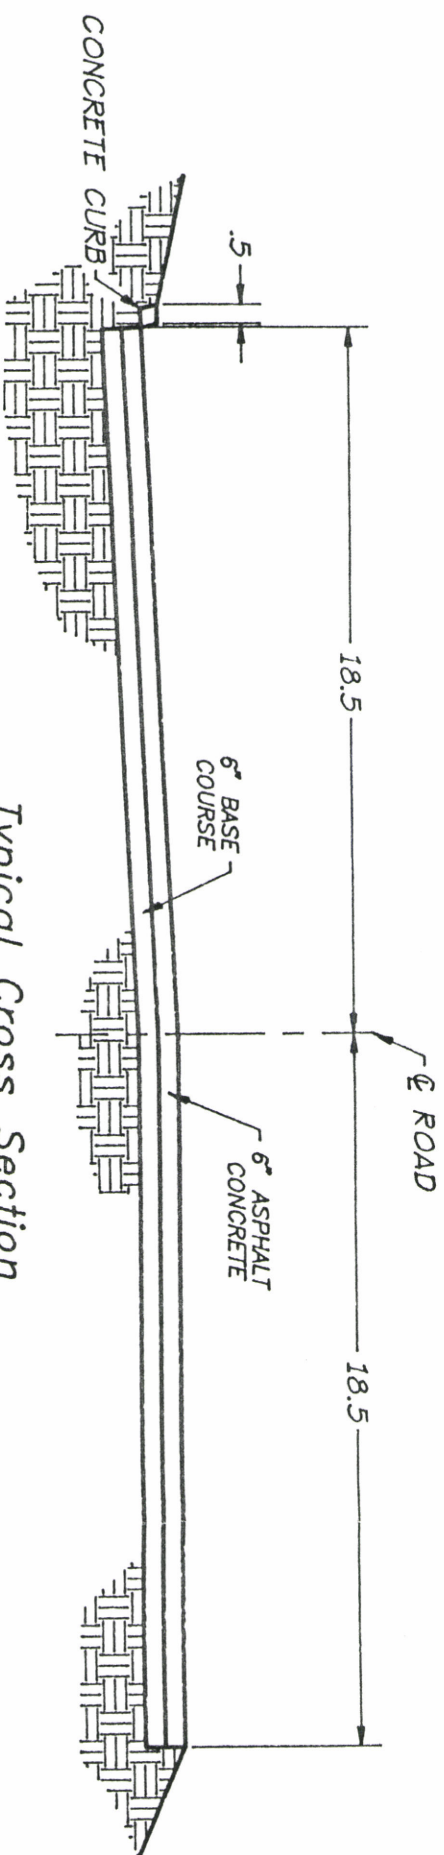 ℄ ROAD
18.5
18.5
.5
6" BASE
COURSE
6" ASPHALT
CONCRETE
CONCRETE CURB
Typical Cross Section